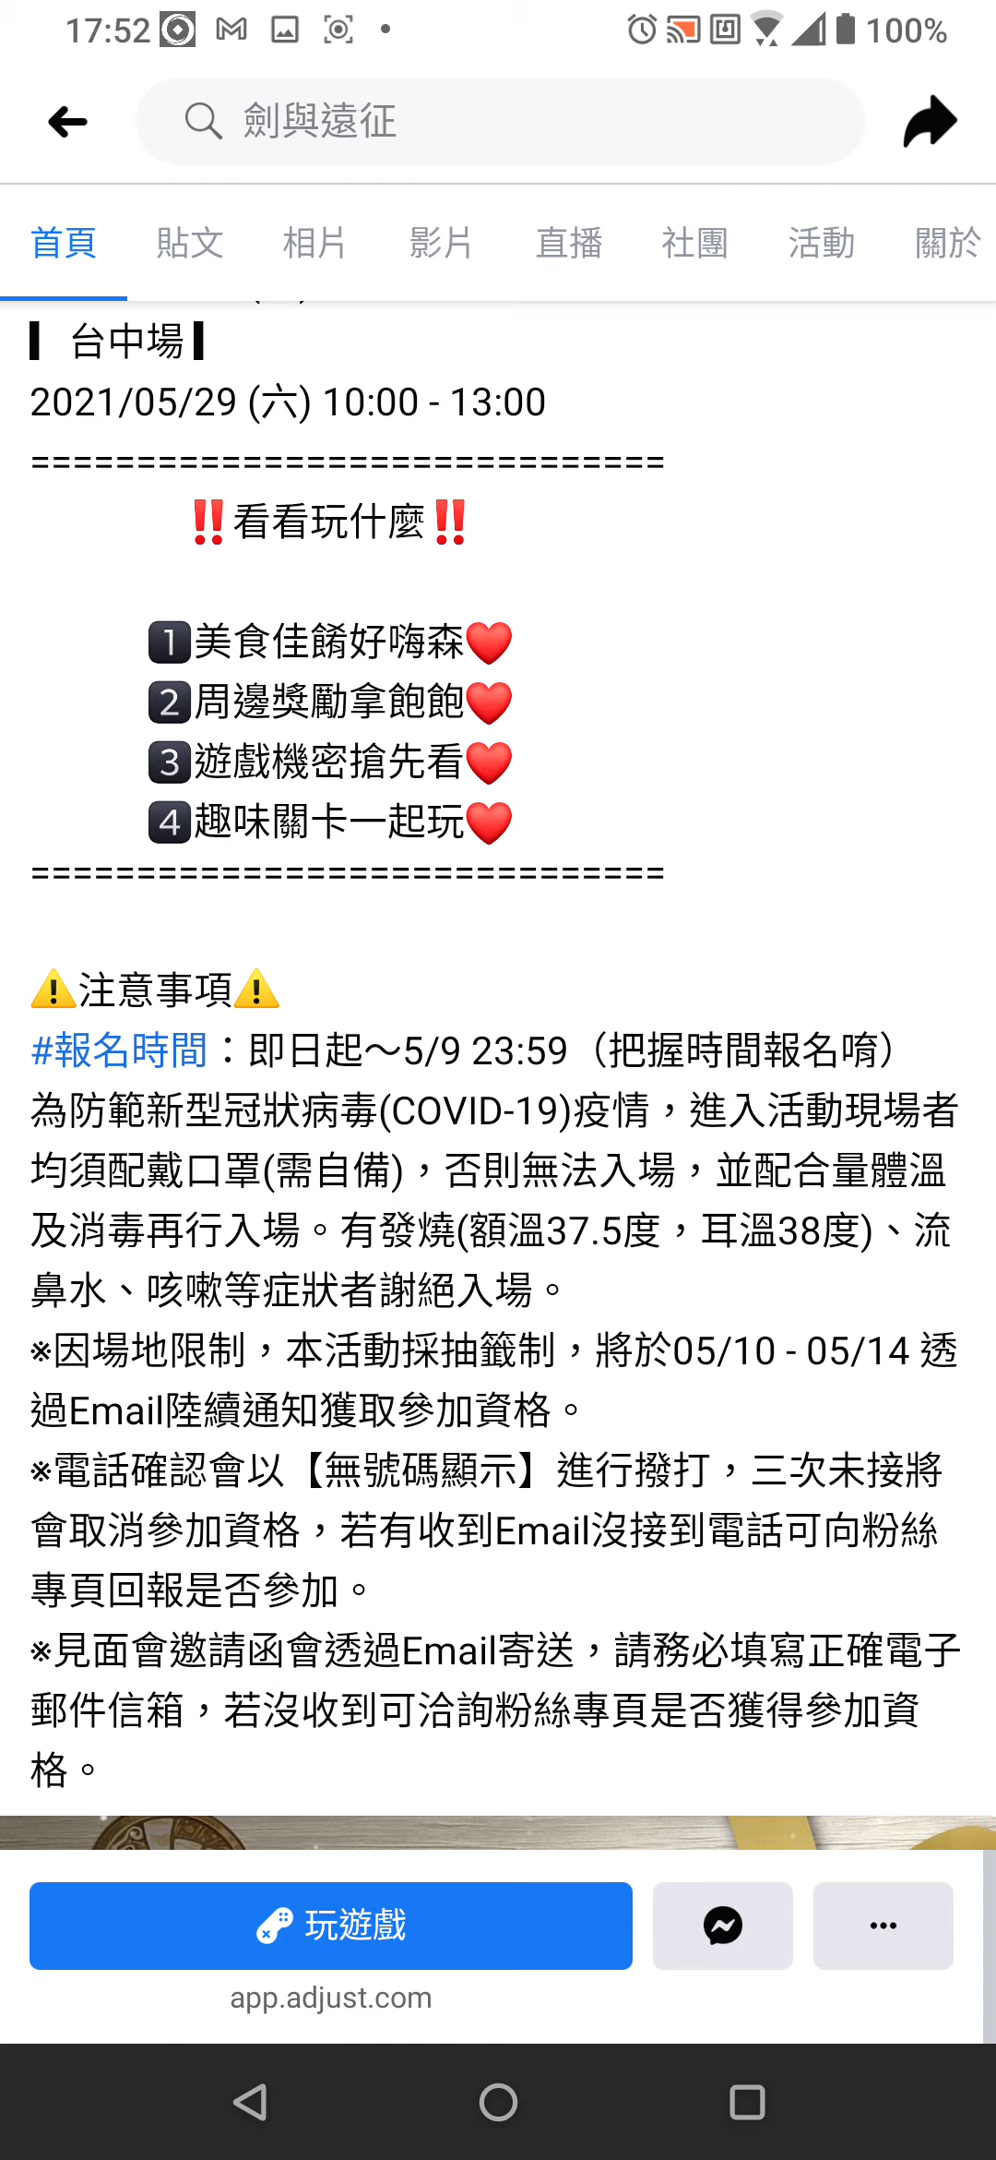 17:52 100%
劍與遠征
首頁 貼文 相片 影片 直播 社團 活動 關於
▎台中場 ▎
2021/05/29 (六) 10:00 - 13:00
==============================
‼️看看玩什麼‼️
1️⃣美食佳餚好嗨森❤️
2️⃣周邊獎勵拿飽飽❤️
3️⃣遊戲機密搶先看❤️
4️⃣趣味關卡一起玩❤️
==============================
⚠️注意事項⚠️
#報名時間：即日起～5/9 23:59（把握時間報名唷）
為防範新型冠狀病毒(COVID-19)疫情，進入活動現場者
均須配戴口罩(需自備)，否則無法入場，並配合量體溫
及消毒再行入場。有發燒(額溫37.5度，耳溫38度)、流
鼻水、咳嗽等症狀者謝絕入場。
※因場地限制，本活動採抽籤制，將於05/10 - 05/14 透
過Email陸續通知獲取參加資格。
※電話確認會以【無號碼顯示】進行撥打，三次未接將
會取消參加資格，若有收到Email沒接到電話可向粉絲
專頁回報是否參加。
※見面會邀請函會透過Email寄送，請務必填寫正確電子
郵件信箱，若沒收到可洽詢粉絲專頁是否獲得參加資
格。
玩遊戲
app.adjust.com